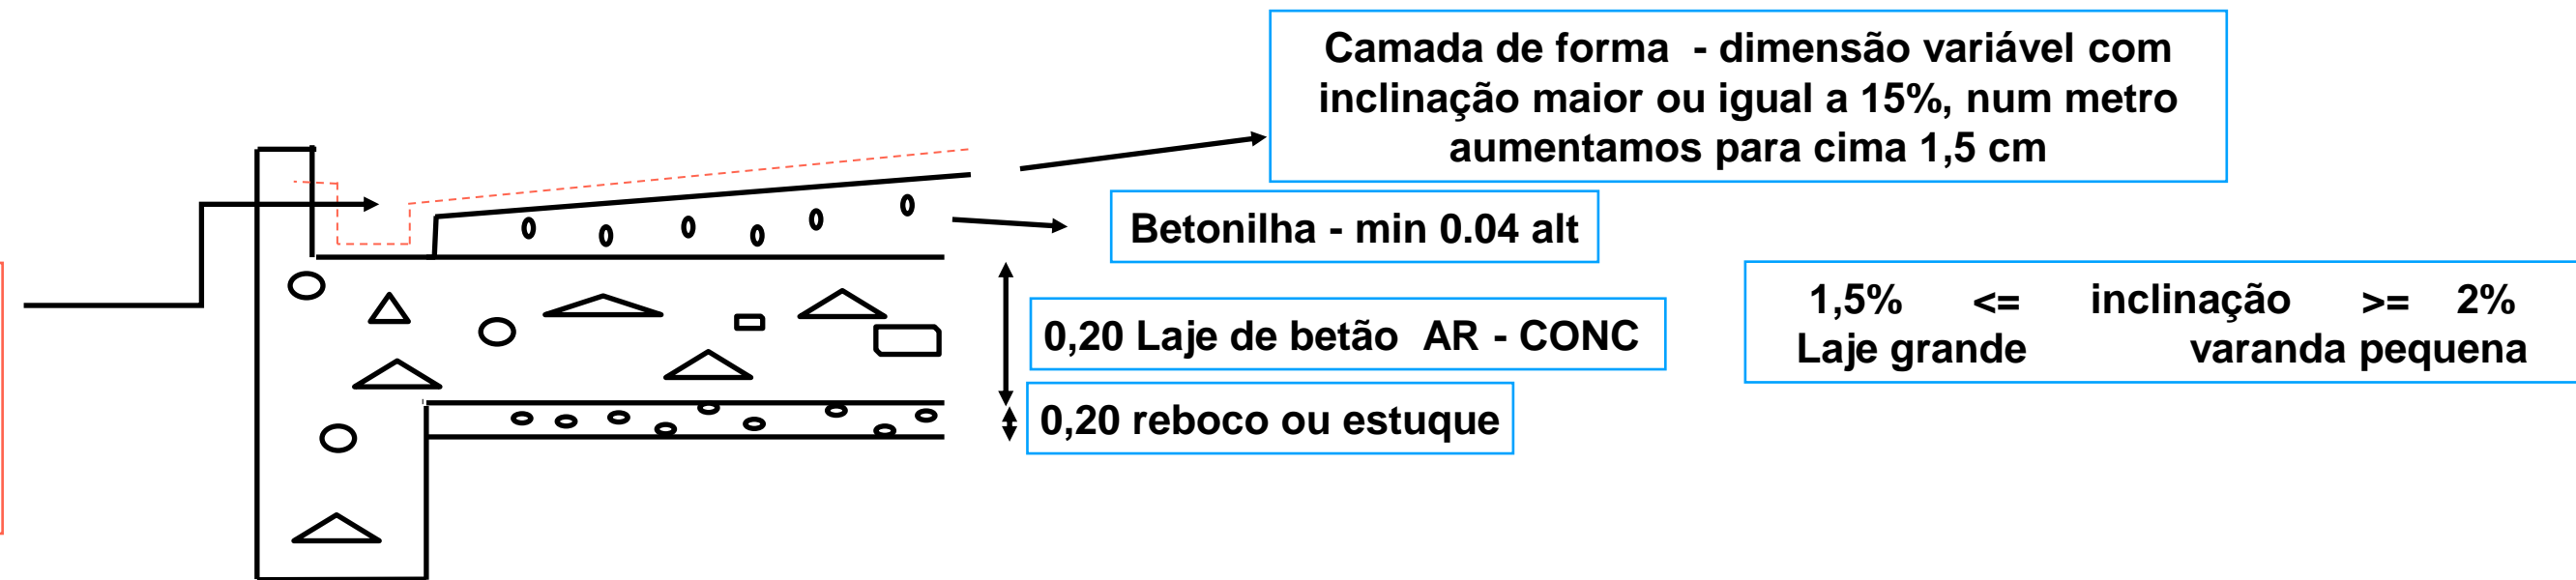 Camada de forma - dimensão variável com
inclinação maior ou igual a 15%, num metro
aumentamos para cima 1,5 cm
Betonilha - min 0.04 alt
1,5% <= inclinação >= 2%
Laje grande varanda pequena
0,20 Laje de betão AR - CONC
0,20 reboco ou estuque